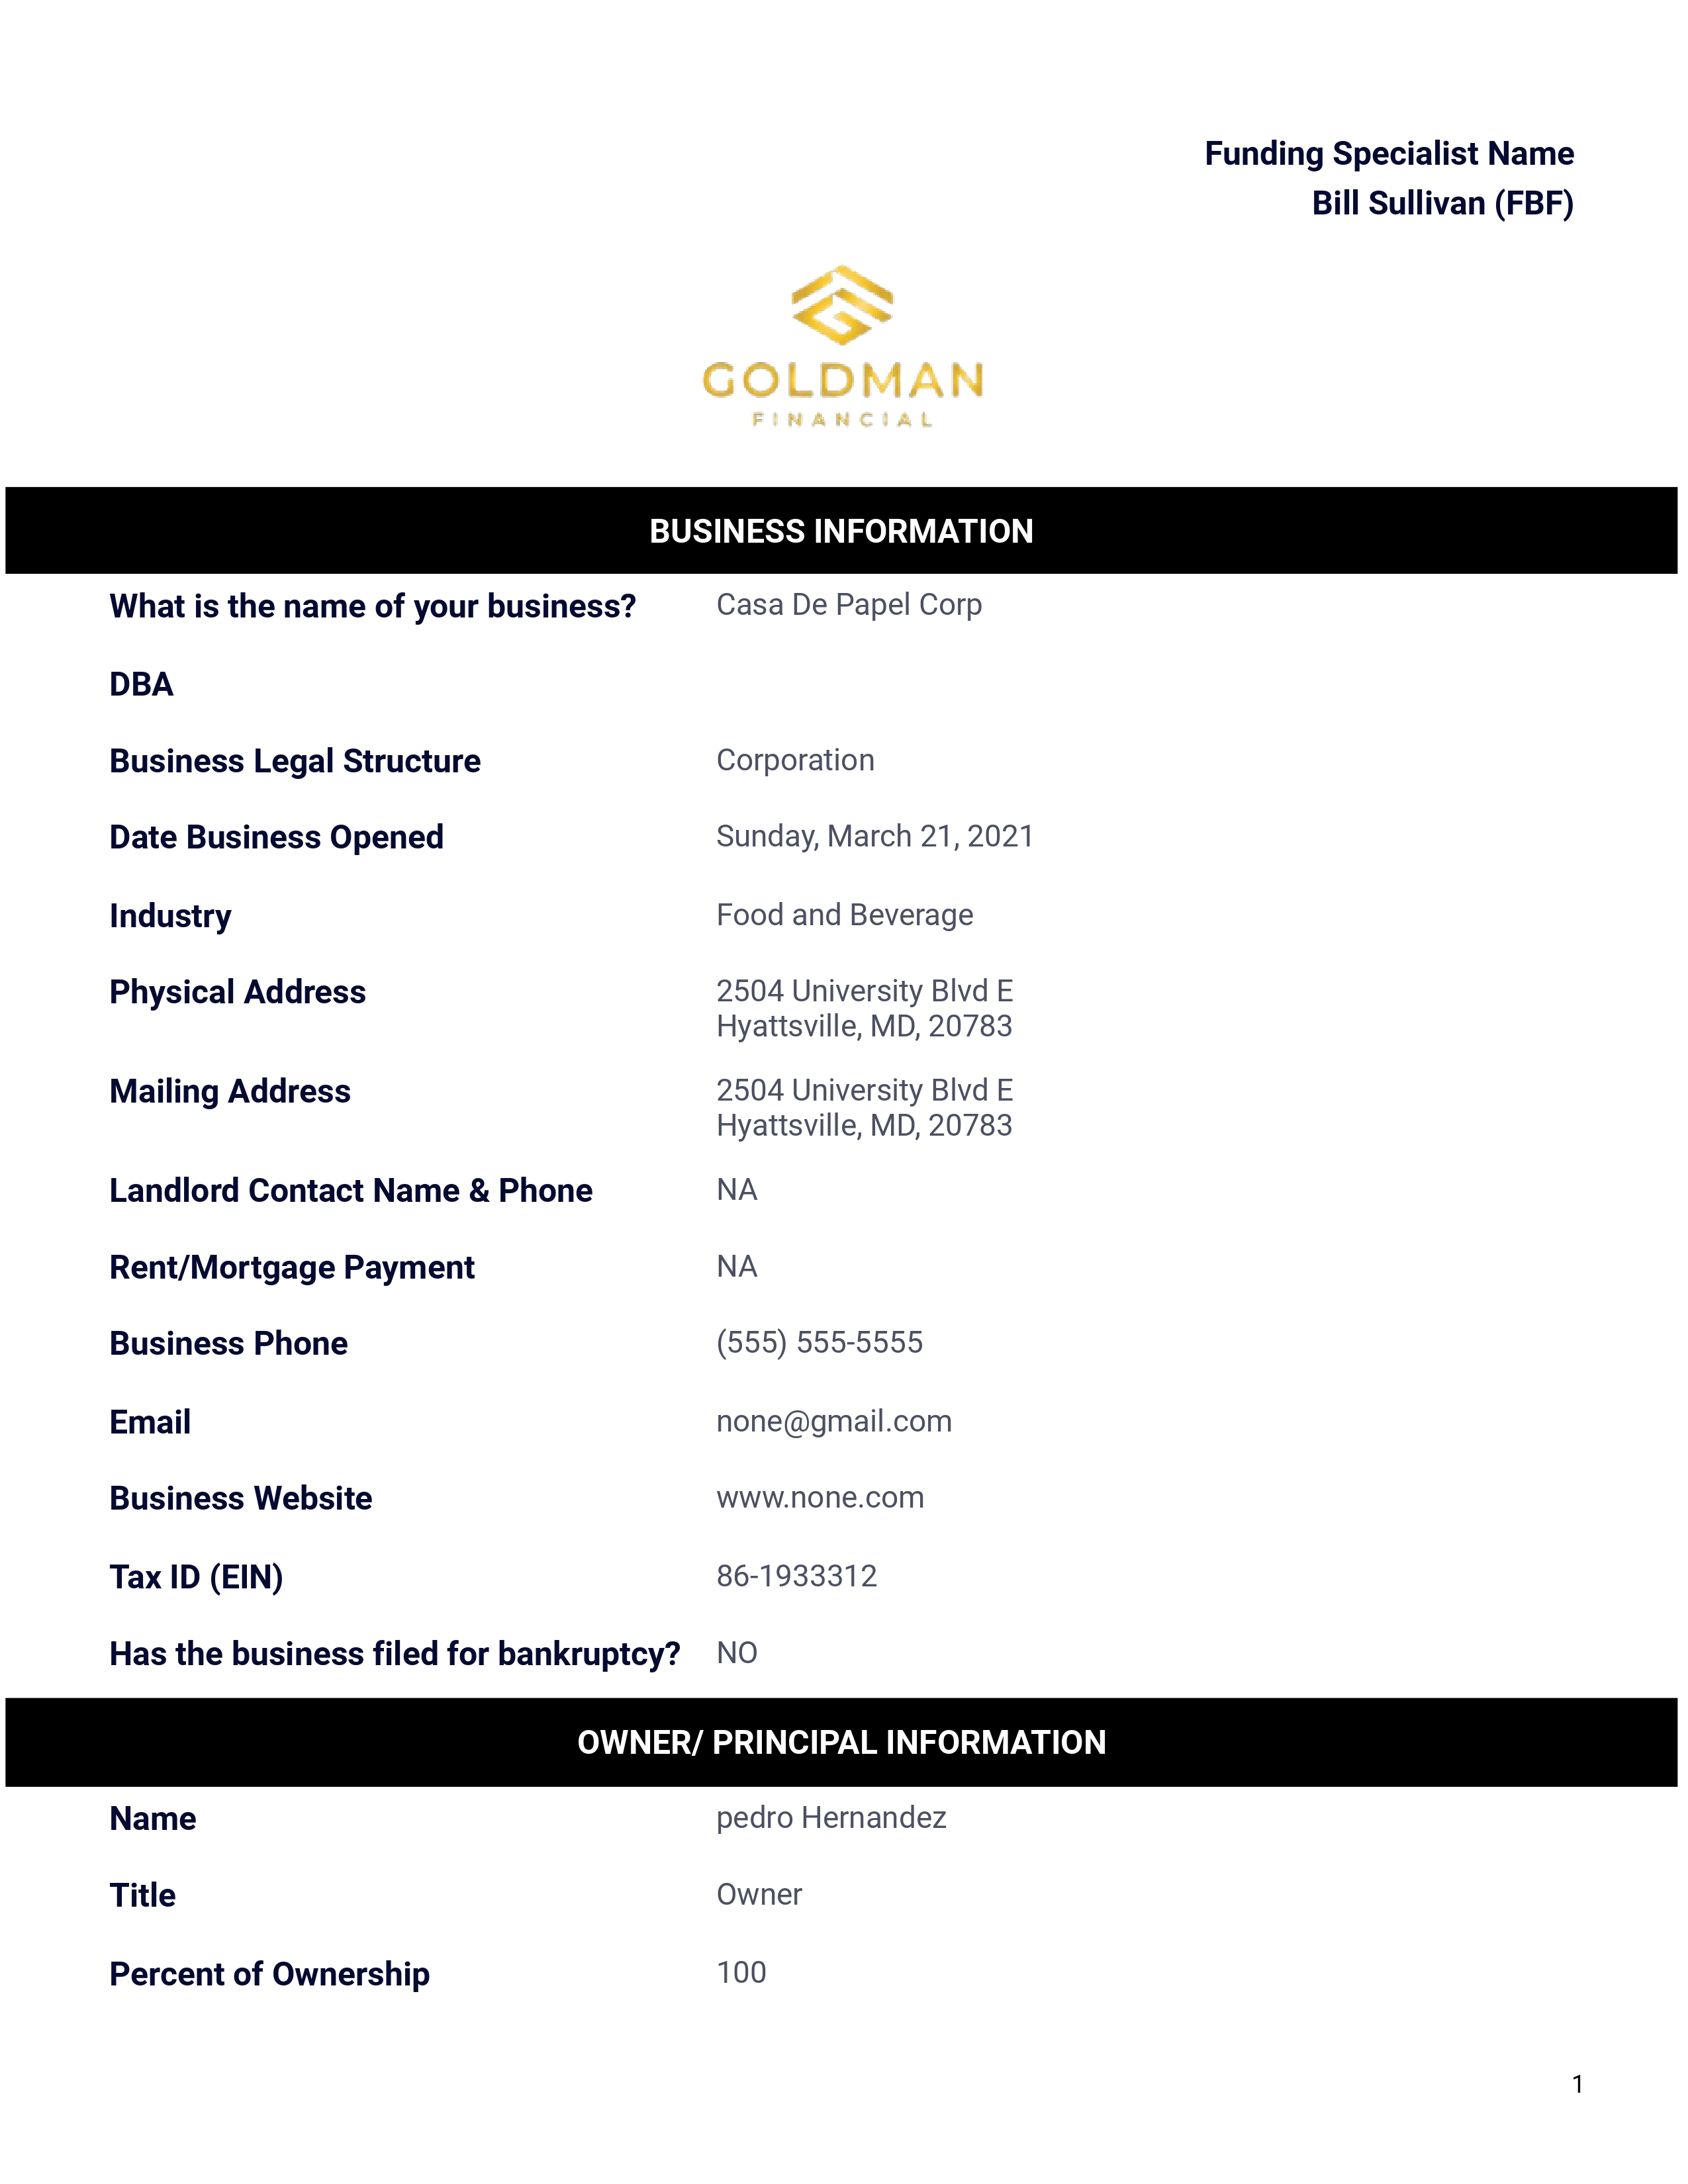 Funding Specialist Name
Bill Sullivan (FBF)
GOLDMAN
FINANCIAL
BUSINESS INFORMATION
What is the name of your business? Casa De Papel Corp
DBA
Business Legal Structure Corporation
Date Business Opened Sunday, March 21, 2021
Industry Food and Beverage
Physical Address 2504 University Blvd E
Hyattsville, MD, 20783
Mailing Address 2504 University Blvd E
Hyattsville, MD, 20783
Landlord Contact Name & Phone NA
Rent/Mortgage Payment NA
Business Phone (555) 555-5555
Email none@gmail.com
Business Website www.none.com
Tax ID (EIN) 86-1933312
Has the business filed for bankruptcy? NO
OWNER/ PRINCIPAL INFORMATION
Name pedro Hernandez
Title Owner
Percent of Ownership 100
1